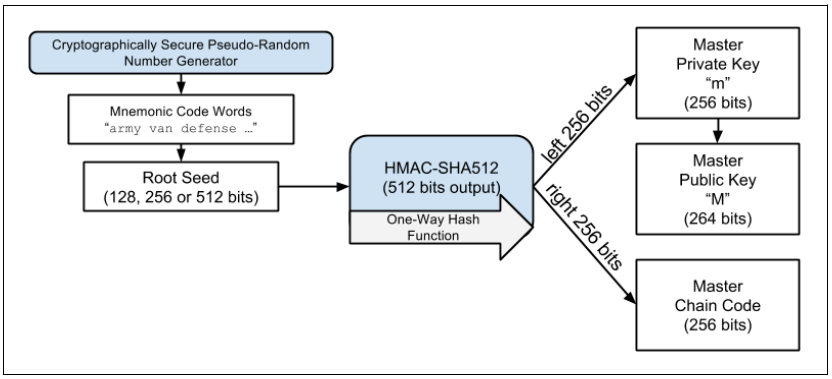 Cryptographically Secure Pseudo-Random
Number Generator
Mnemonic Code Words
“army van defense …”
Root Seed
(128, 256 or 512 bits)
HMAC-SHA512
(512 bits output)
One-Way Hash
Function
left 256 bits
right 256 bits
Master
Private Key
“m”
(256 bits)
Master
Public Key
“M”
(264 bits)
Master
Chain Code
(256 bits)